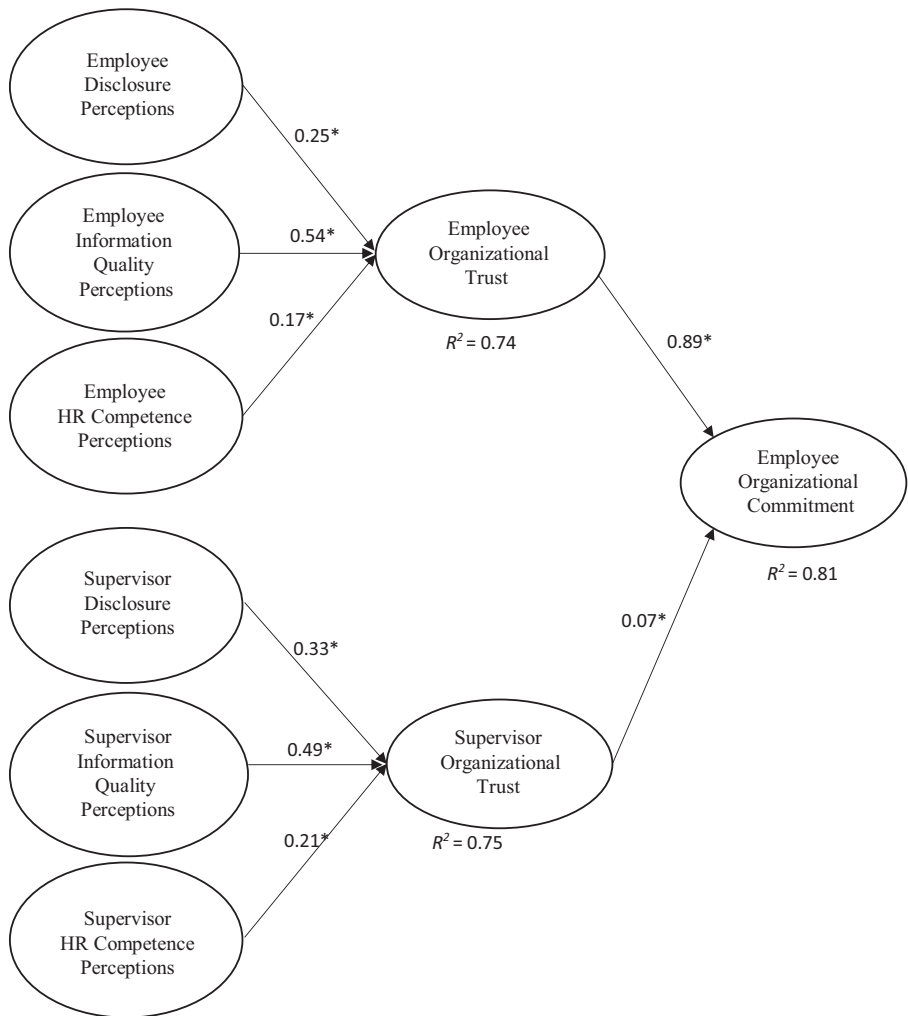 Employee
Disclosure
Perceptions
0.25*
Employee
Information
Quality
Perceptions
0.54*
Employee
Organizational
Trust
0.17*
R² = 0.74
0.89*
Employee
HR Competence
Perceptions
Employee
Organizational
Commitment
R² = 0.81
Supervisor
Disclosure
Perceptions
0.33*
0.07*
Supervisor
Information
Quality
Perceptions
0.49*
Supervisor
Organizational
Trust
0.21*
R² = 0.75
Supervisor
HR Competence
Perceptions